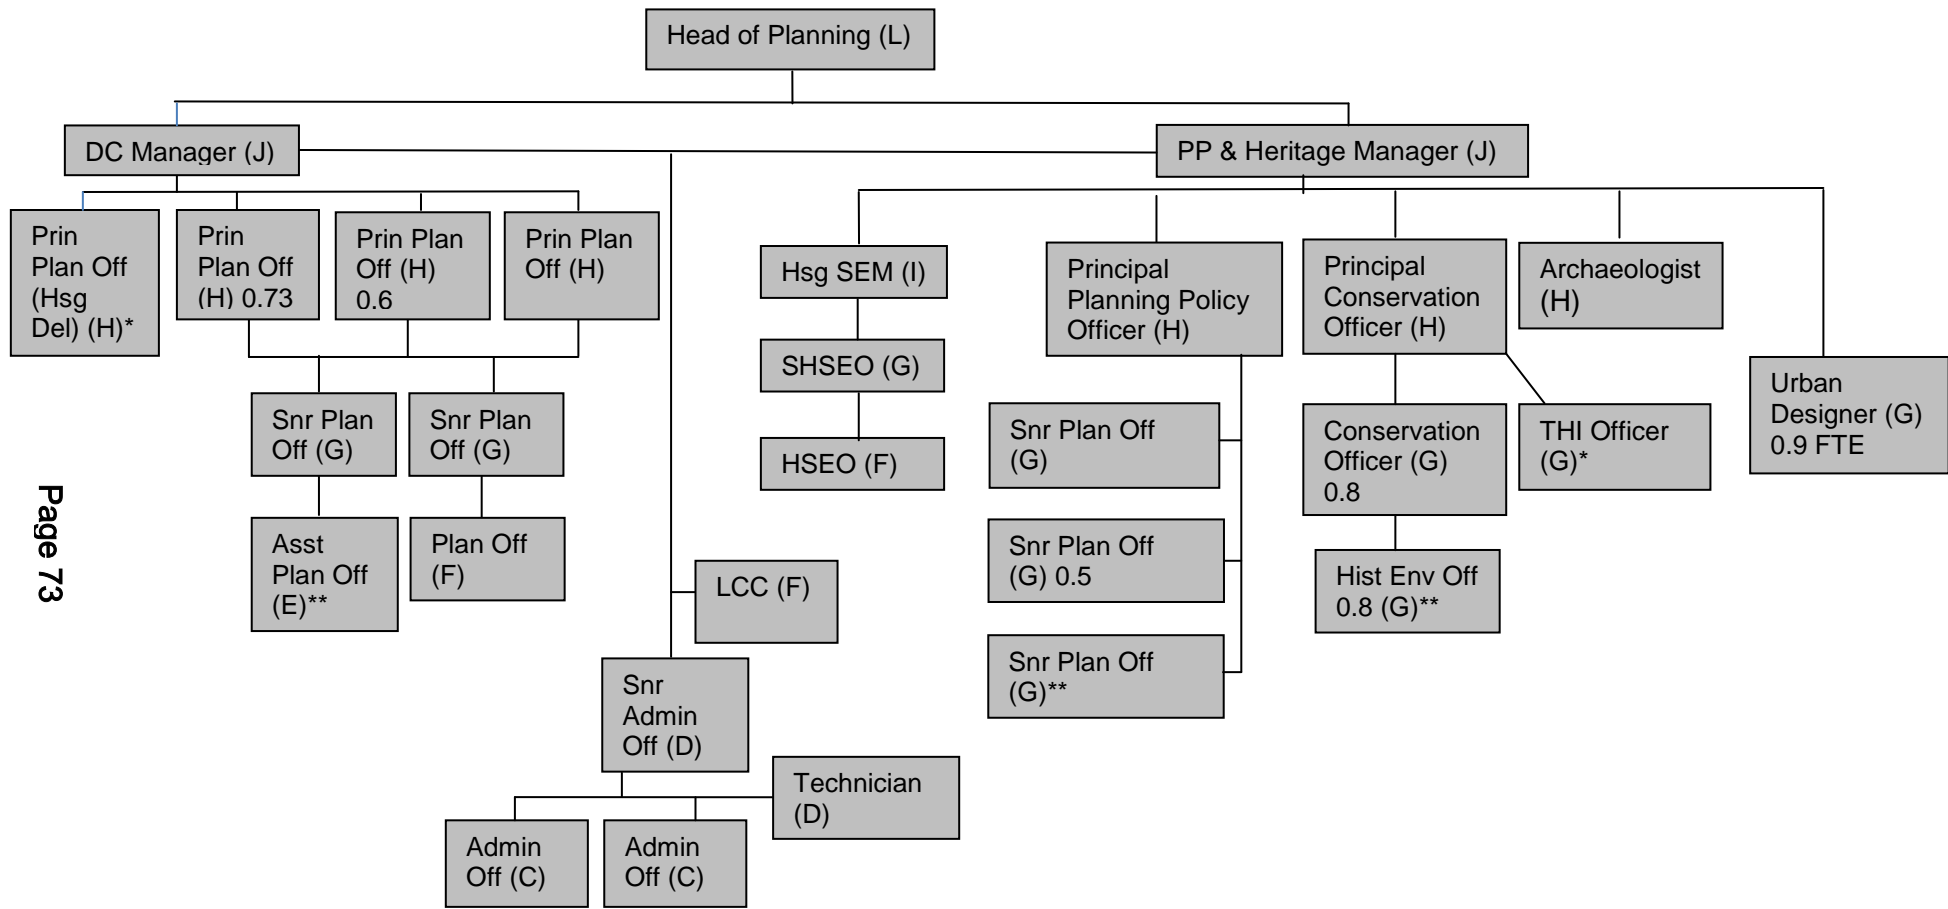 Head of Planning (L)
DC Manager (J)
PP & Heritage Manager (J)
Prin
Plan Off
(Hsg
Del) (H)*
Prin
Plan Off
(H) 0.73
Prin Plan
Off (H)
0.6
Prin Plan
Off (H)
Hsg SEM (I)
Principal
Planning Policy
Officer (H)
Principal
Conservation
Officer (H)
Archaeologist
(H)
Urban
Designer (G)
0.9 FTE
SHSEO (G)
HSEO (F)
Snr Plan
Off (G)
Snr Plan
Off (G)
Snr Plan Off
(G)
Conservation
Officer (G)
0.8
THI Officer
(G)*
Asst
Plan Off
(E)**
Plan Off
(F)
Snr Plan Off
(G) 0.5
Hist Env Off
0.8 (G)**
LCC (F)
Snr Plan Off
(G)**
Snr
Admin
Off (D)
Technician
(D)
Admin
Off (C)
Admin
Off (C)
Page 73